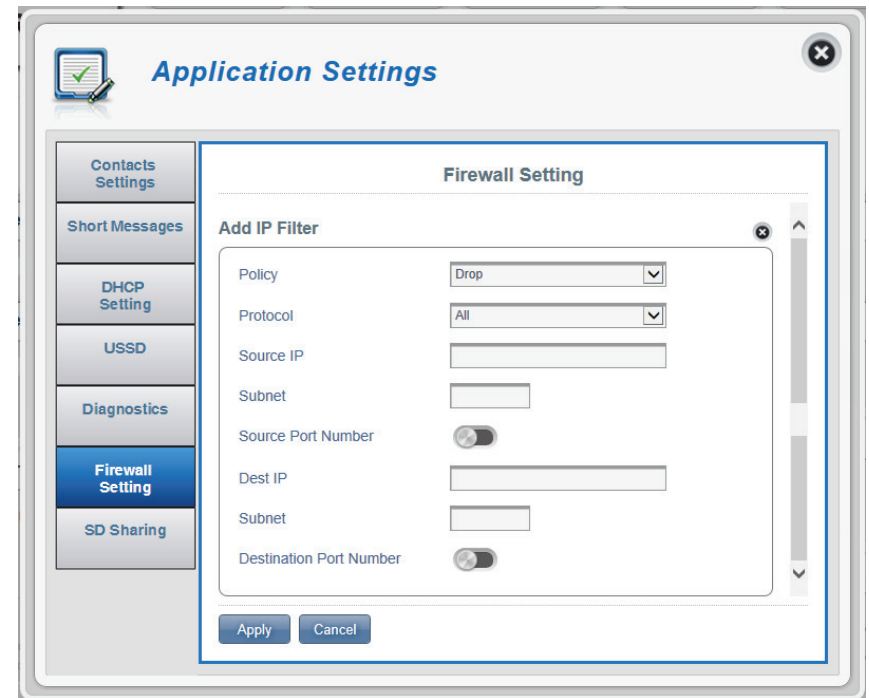 Application Settings
Contacts
Settings
Short Messages
DHCP
Setting
USSD
Diagnostics
Firewall
Setting
SD Sharing
Firewall Setting
Add IP Filter
Policy Drop
Protocol All
Source IP
Subnet
Source Port Number
Dest IP
Subnet
Destination Port Number
Apply Cancel